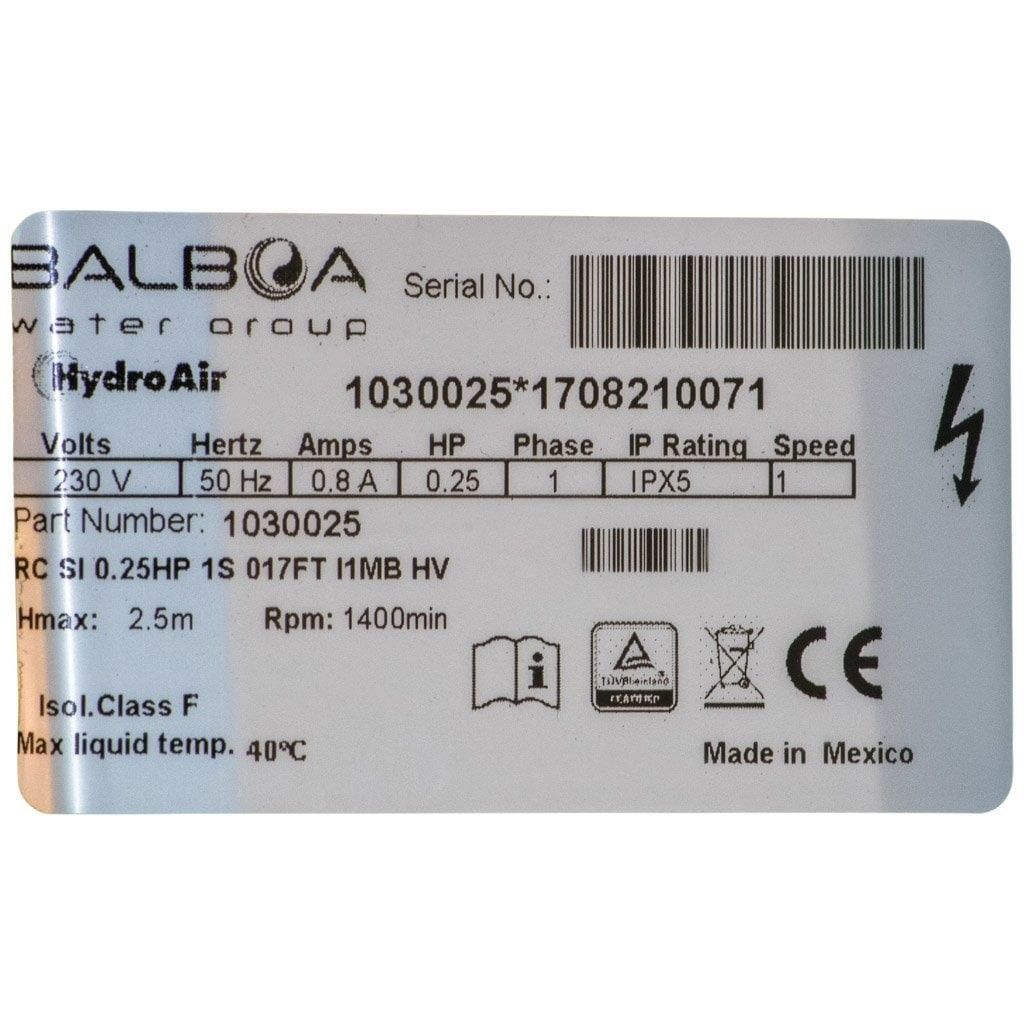 BALBOA
water group
HydroAir
Serial No.:
1030025*1708210071
Volts Hertz Amps HP Phase IP Rating Speed
230 V 50 Hz 0.8 A 0.25 1 IPX5 1
Part Number: 1030025
RC SI 0.25HP 1S 017FT I1MB HV
Hmax: 2.5m Rpm: 1400min
i
TÜVRheinland
CE
Isol.Class F
Max liquid temp. 40°C
Made in Mexico